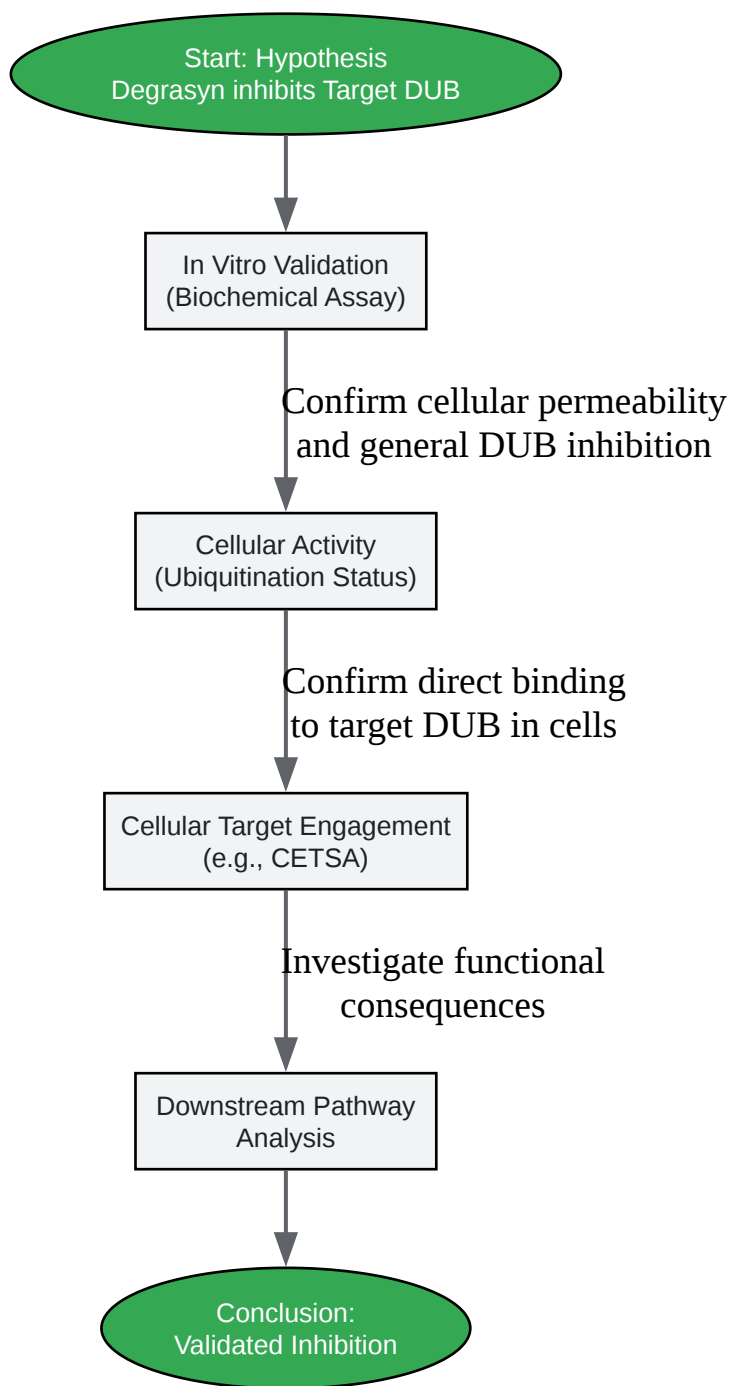 Start: Hypothesis
Degrasyn inhibits Target DUB
In Vitro Validation
(Biochemical Assay)
Confirm cellular permeability
and general DUB inhibition
Cellular Activity
(Ubiquitination Status)
Confirm direct binding
to target DUB in cells
Cellular Target Engagement
(e.g., CETSA)
Investigate functional
consequences
Downstream Pathway
Analysis
Conclusion:
Validated Inhibition